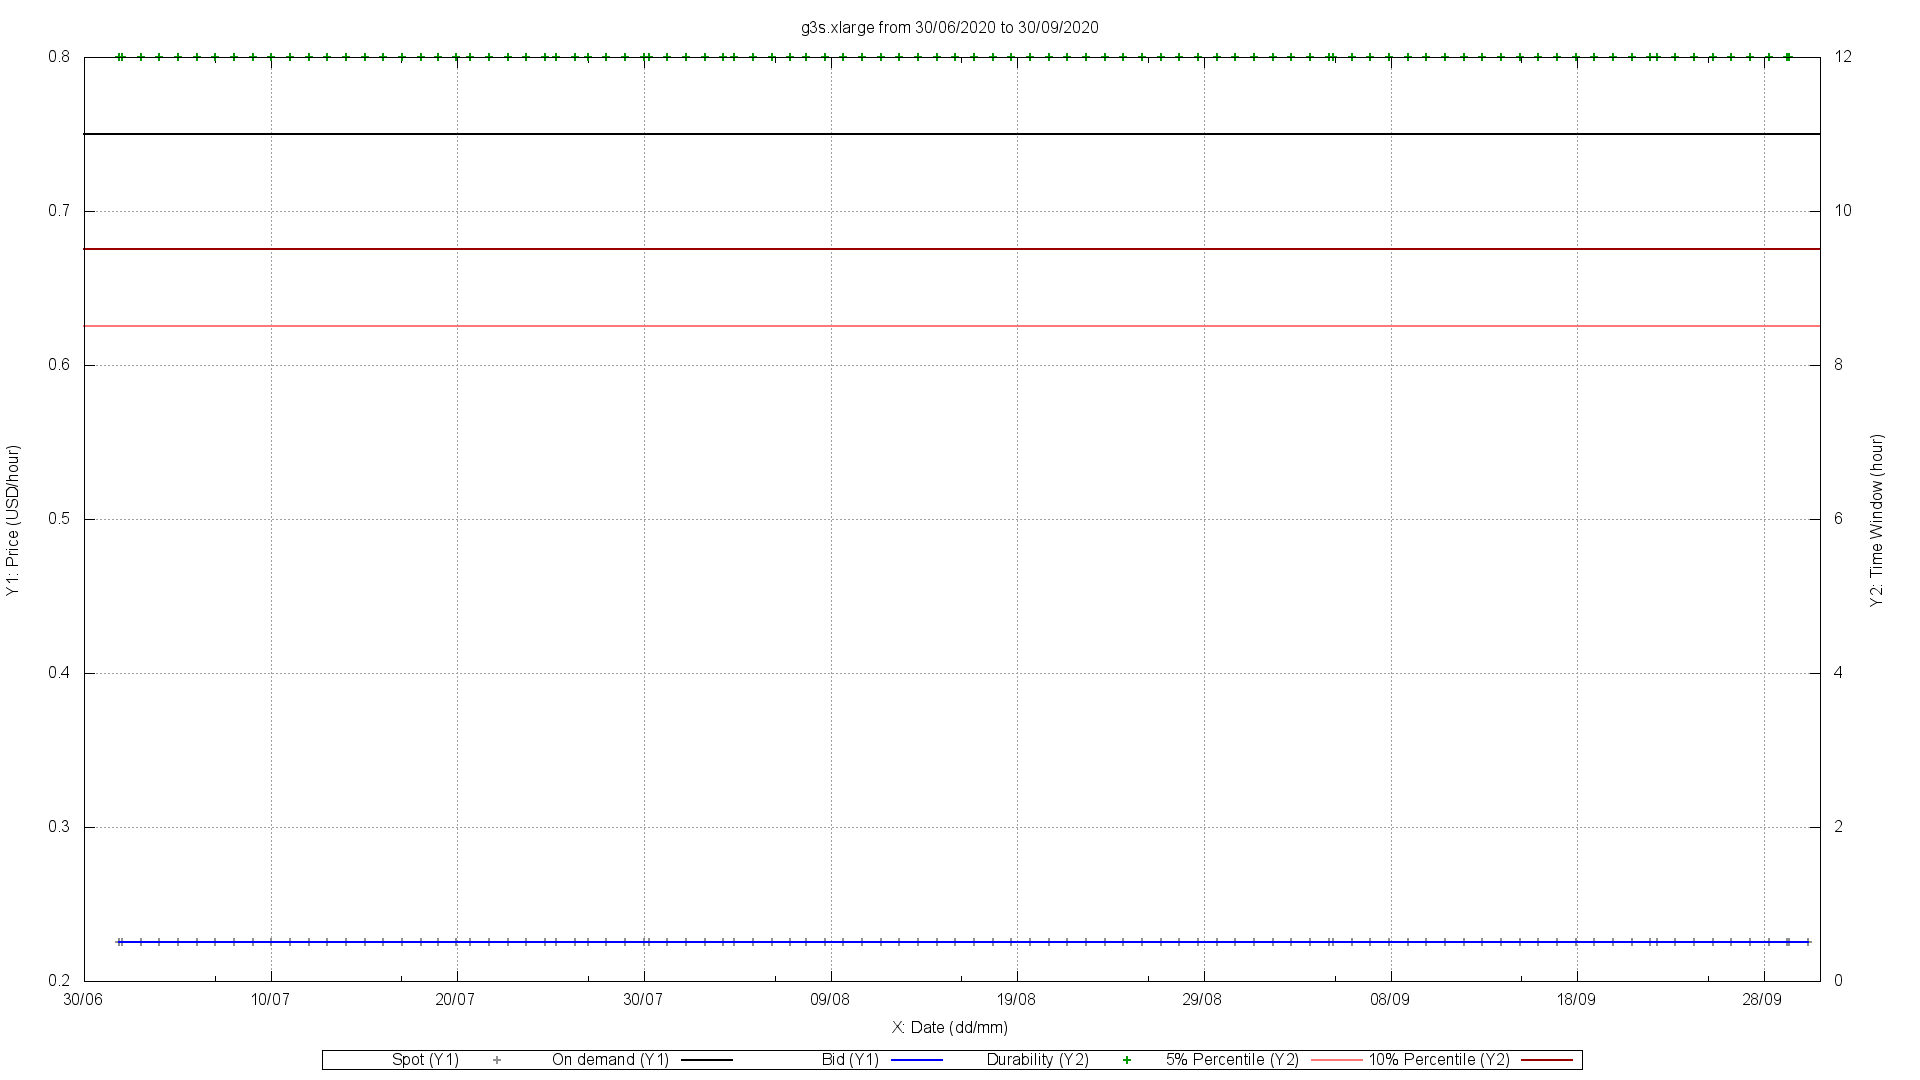 g3s.xlarge from 30/06/2020 to 30/09/2020
0.8
0.7
0.6
0.5
0.4
0.3
0.2
Y1: Price (USD/hour)
12
10
8
6
4
2
0
Y2: Time Window (hour)
30/06 10/07 20/07 30/07 09/08 19/08 29/08 08/09 18/09 28/09
X: Date (dd/mm)
Spot (Y1) On demand (Y1) Bid (Y1) Durability (Y2) 5% Percentile (Y2) 10% Percentile (Y2)